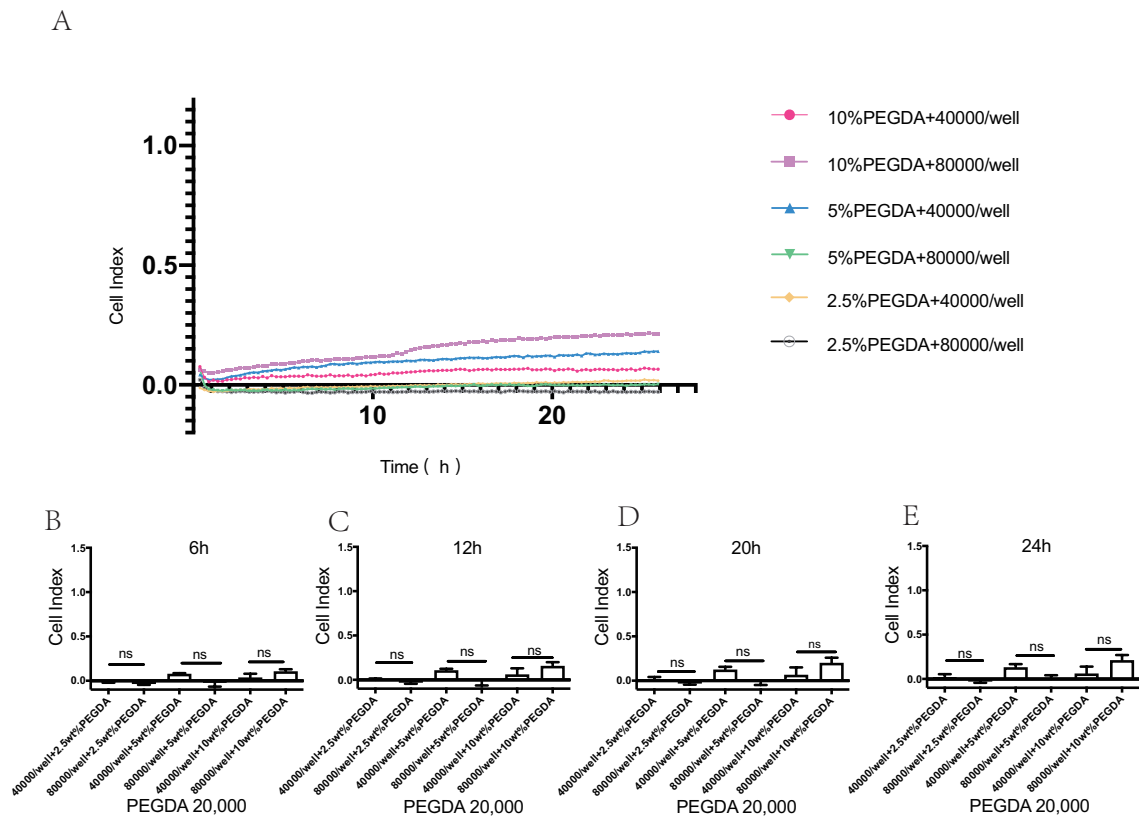 A
1.0
0.5
0.0
10
20
Cell Index
Time ( h )
10%PEGDA+40000/well
10%PEGDA+80000/well
5%PEGDA+40000/well
5%PEGDA+80000/well
2.5%PEGDA+40000/well
2.5%PEGDA+80000/well
B
6h
Cell Index
1.5
1.0
0.5
0.0
ns
ns
ns
40000/well+2.5wt%PEGDA
80000/well+2.5wt%PEGDA
40000/well+5wt%PEGDA
80000/well+5wt%PEGDA
40000/well+10wt%PEGDA
80000/well+10wt%PEGDA
PEGDA 20,000
C
12h
Cell Index
1.5
1.0
0.5
0.0
ns
ns
ns
40000/well+2.5wt%PEGDA
80000/well+2.5wt%PEGDA
40000/well+5wt%PEGDA
80000/well+5wt%PEGDA
40000/well+10wt%PEGDA
80000/well+10wt%PEGDA
PEGDA 20,000
D
20h
Cell Index
1.5
1.0
0.5
0.0
ns
ns
ns
40000/well+2.5wt%PEGDA
80000/well+2.5wt%PEGDA
40000/well+5wt%PEGDA
80000/well+5wt%PEGDA
40000/well+10wt%PEGDA
80000/well+10wt%PEGDA
PEGDA 20,000
E
24h
Cell Index
1.5
1.0
0.5
0.0
ns
ns
ns
40000/well+2.5wt%PEGDA
80000/well+2.5wt%PEGDA
40000/well+5wt%PEGDA
80000/well+5wt%PEGDA
40000/well+10wt%PEGDA
80000/well+10wt%PEGDA
PEGDA 20,000